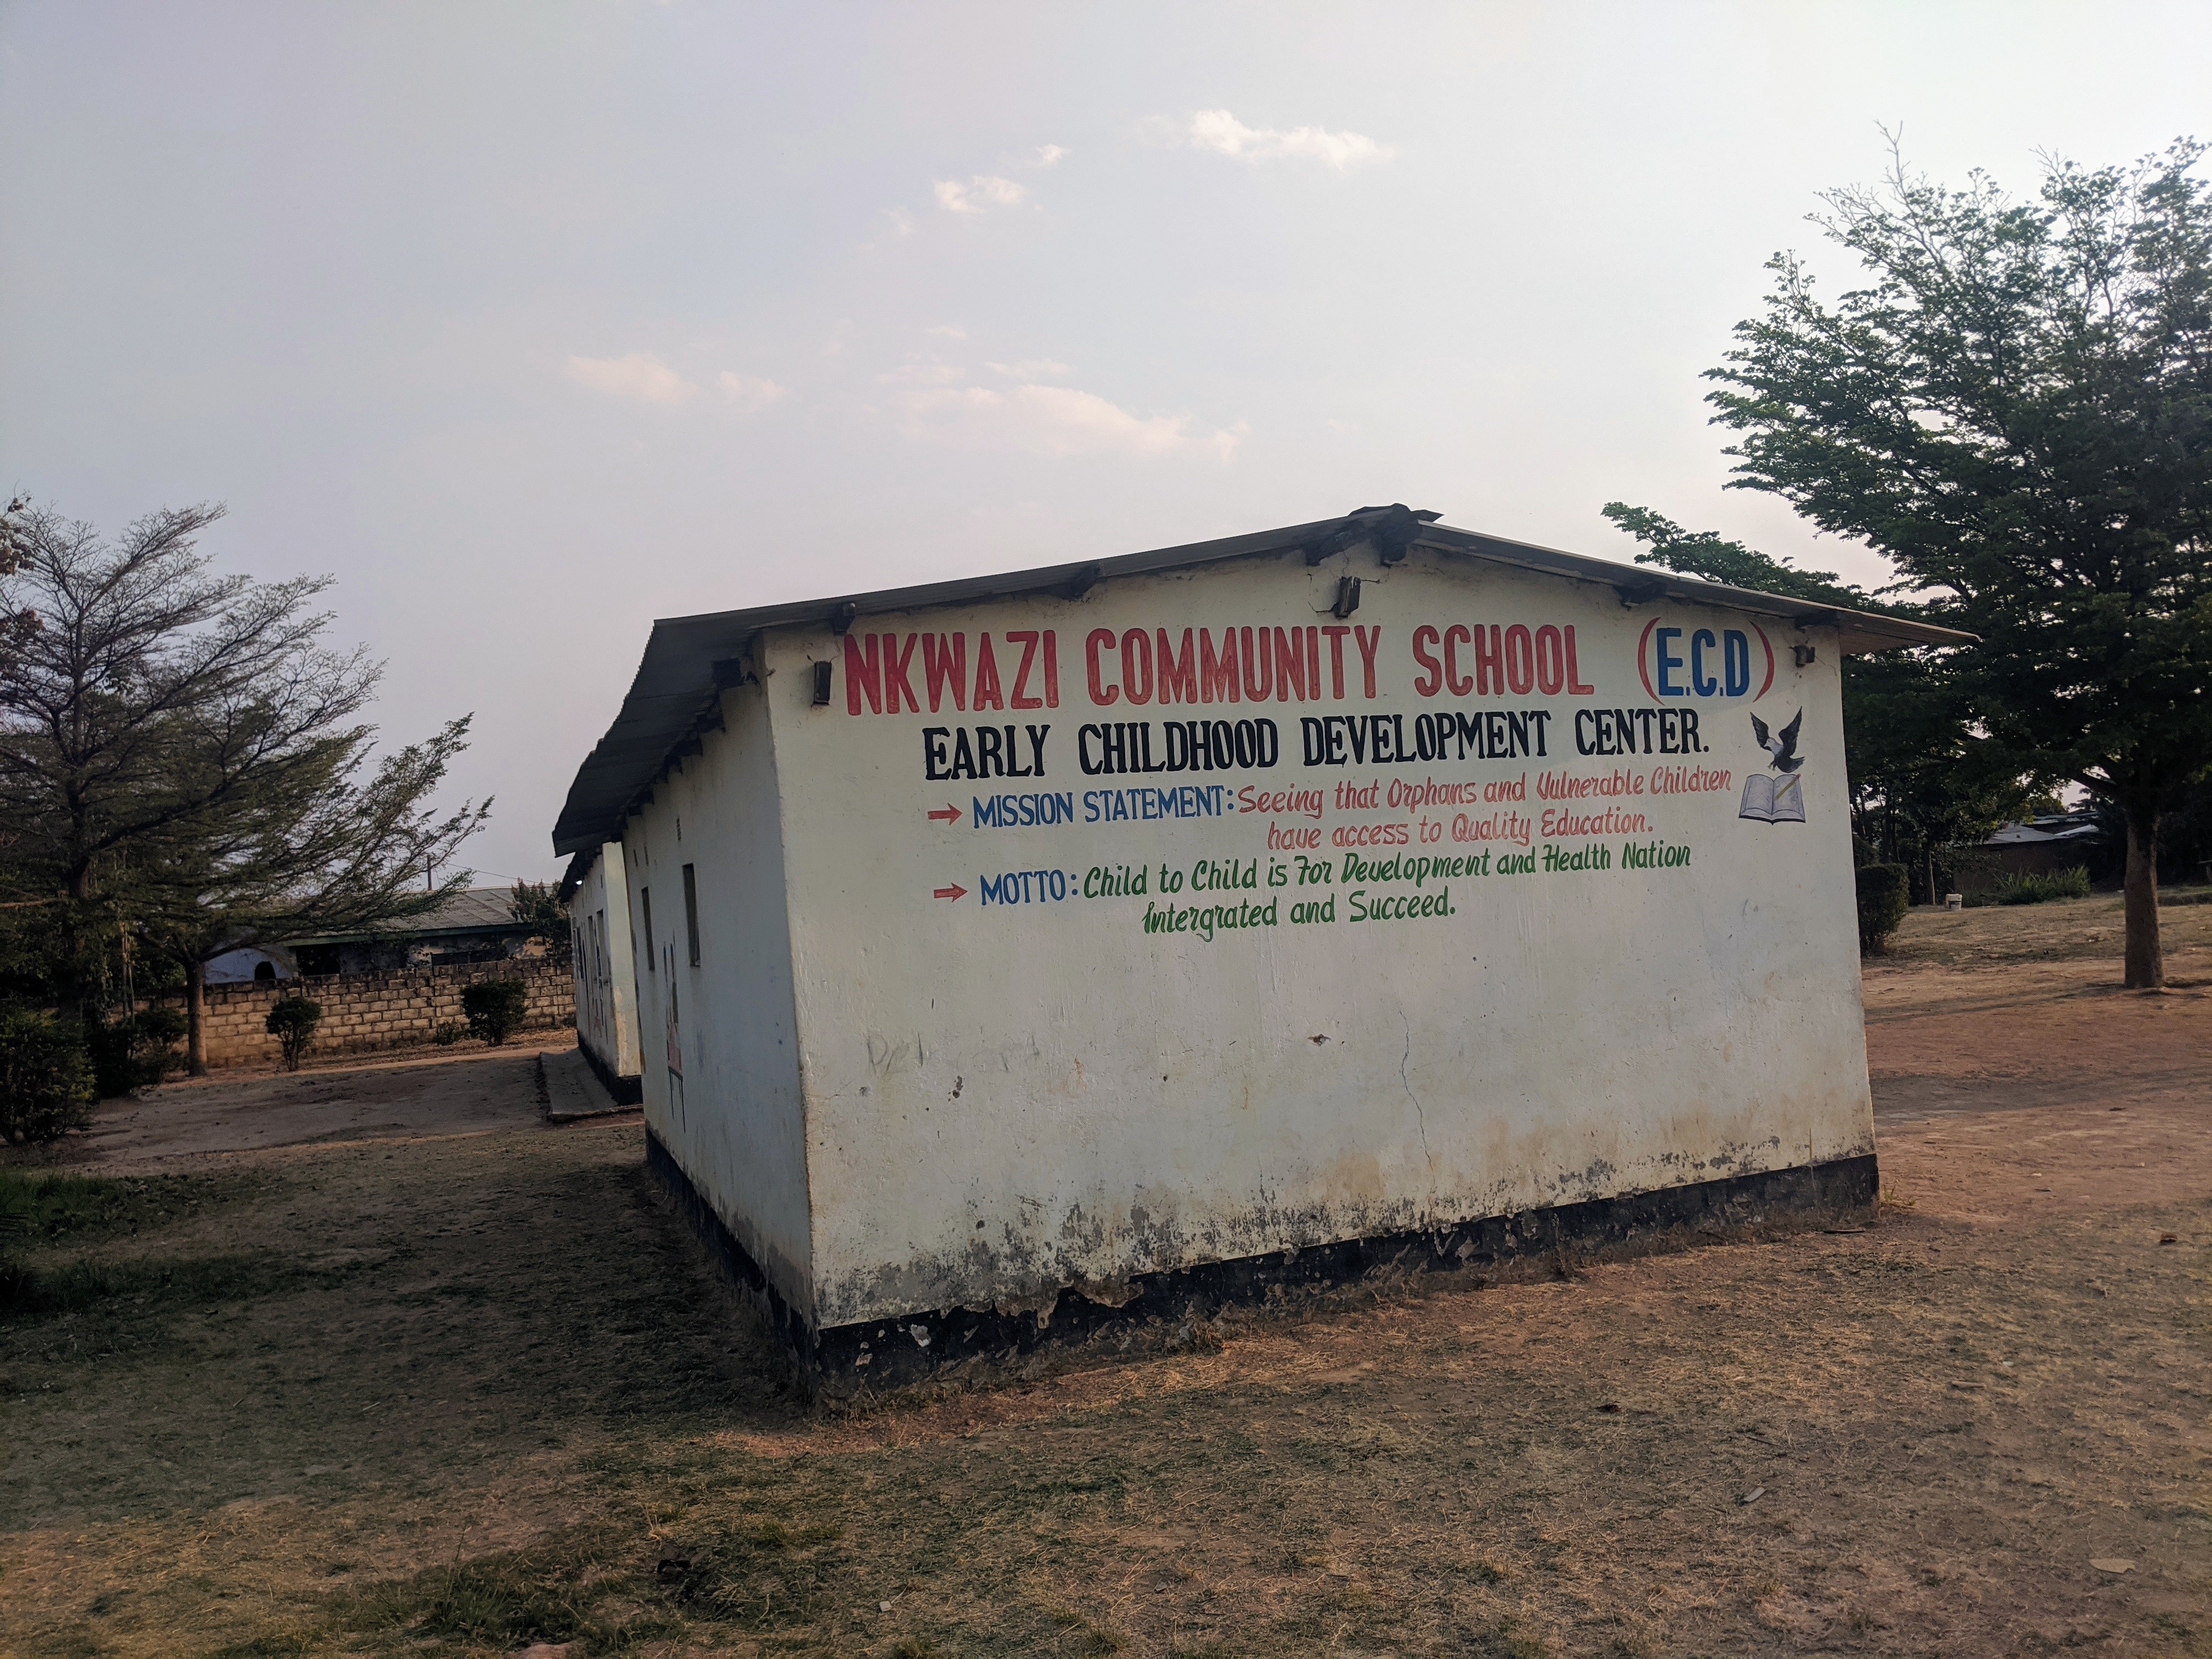 NKWAZI COMMUNITY SCHOOL (E.C.D)
EARLY CHILDHOOD DEVELOPMENT CENTER.
→ MISSION STATEMENT: Seeing that Orphans and Vulnerable Children
have access to Quality Education.
→ MOTTO: Child to Child is For Development and Health Nation
Intergrated and Succeed.